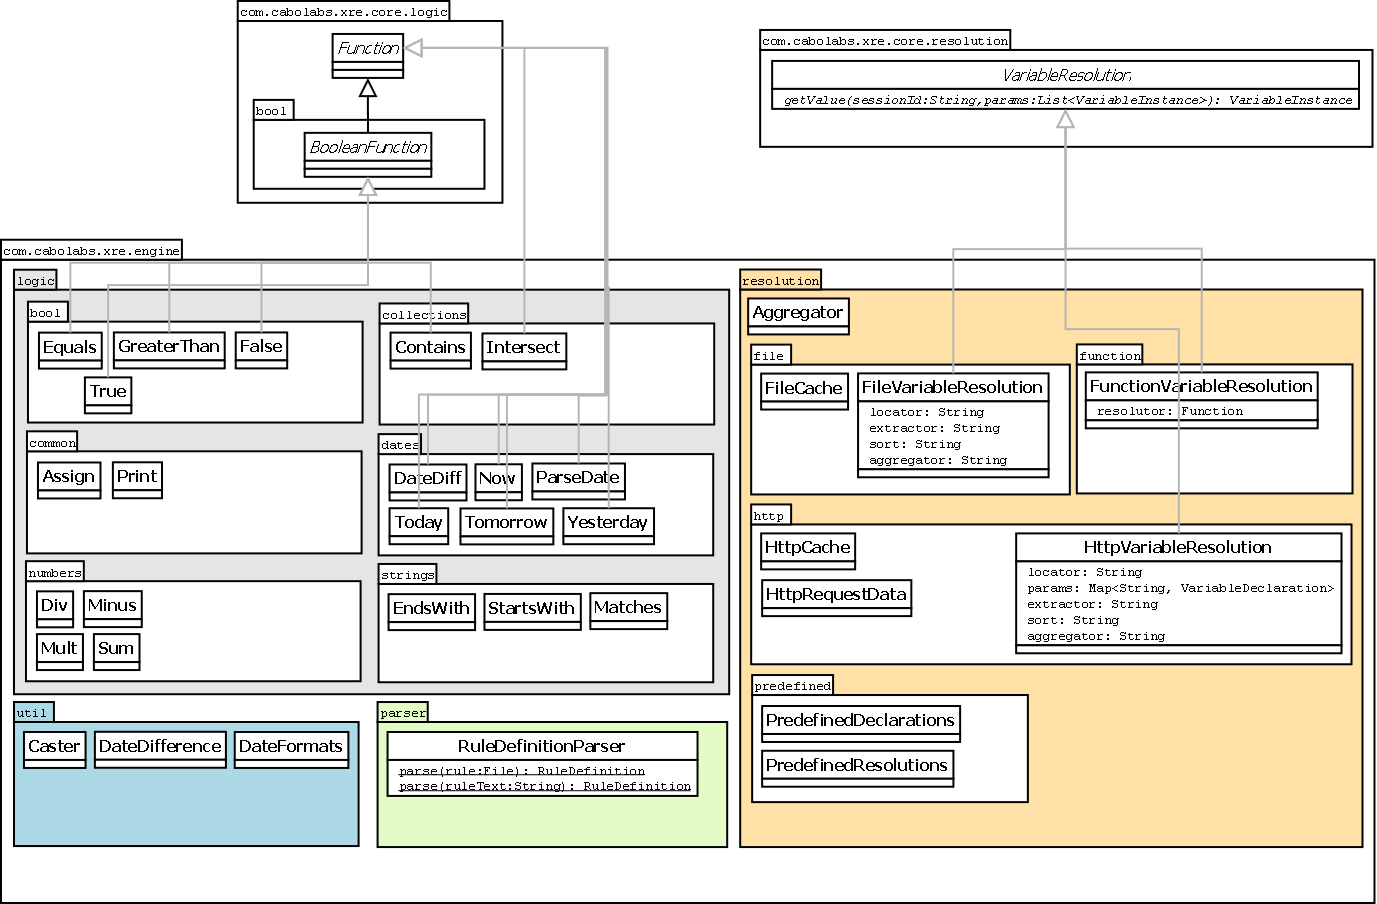 com.cabolabs.xre.core.logic
Function
bool
BooleanFunction
com.cabolabs.xre.core.resolution
VariableResolution
getValue(sessionId:String,params:List<VariableInstance>): VariableInstance
com.cabolabs.xre.engine
logic
bool
Equals
GreaterThan
False
True
collections
Contains
Intersect
common
Assign
Print
dates
DateDiff
Now
ParseDate
Today
Tomorrow
Yesterday
numbers
Div
Minus
Mult
Sum
strings
EndsWith
StartsWith
Matches
util
Caster
DateDifference
DateFormats
parser
RuleDefinitionParser
parse(rule:File): RuleDefinition
parse(ruleText:String): RuleDefinition
resolution
Aggregator
file
FileCache
FileVariableResolution
locator: String
extractor: String
sort: String
aggregator: String
function
FunctionVariableResolution
resolutor: Function
http
HttpCache
HttpRequestData
HttpVariableResolution
locator: String
params: Map<String, VariableDeclaration>
extractor: String
sort: String
aggregator: String
predefined
PredefinedDeclarations
PredefinedResolutions